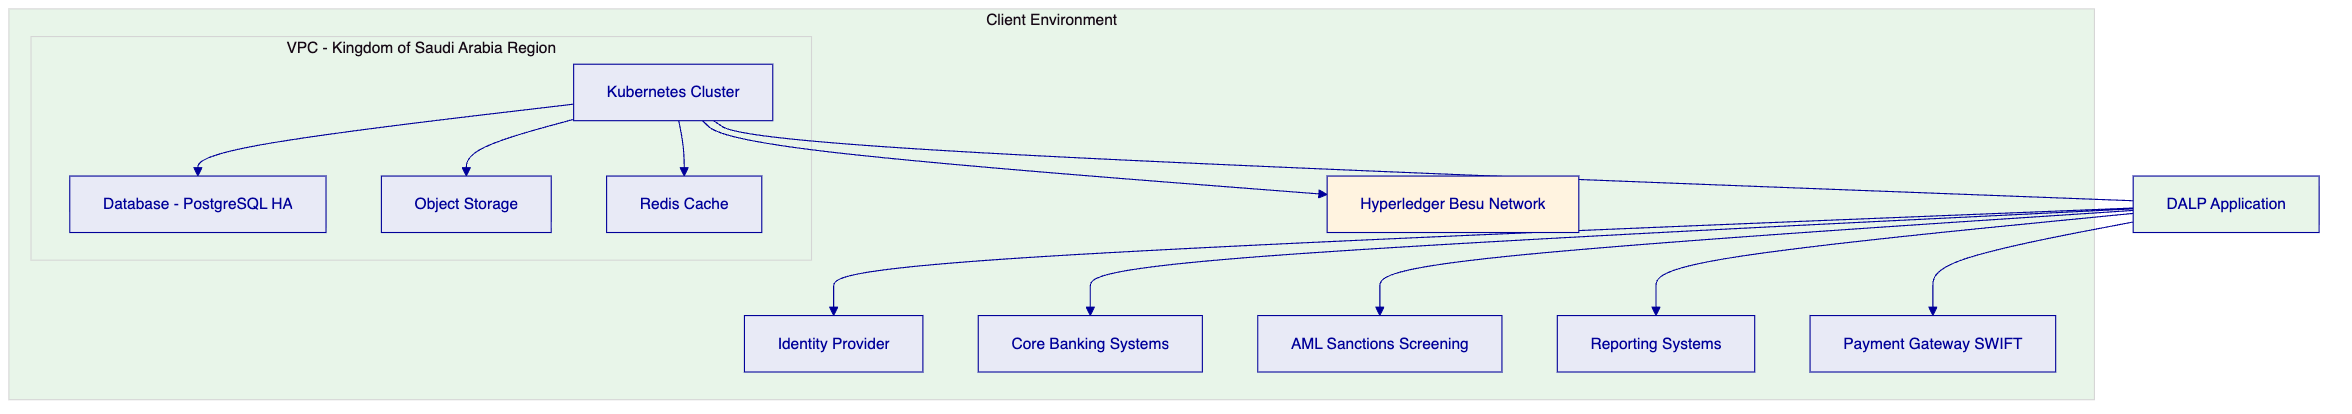 Client Environment
VPC - Kingdom of Saudi Arabia Region
Kubernetes Cluster
Database - PostgreSQL HA
Object Storage
Redis Cache
Hyperledger Besu Network
DALP Application
Identity Provider
Core Banking Systems
AML Sanctions Screening
Reporting Systems
Payment Gateway SWIFT